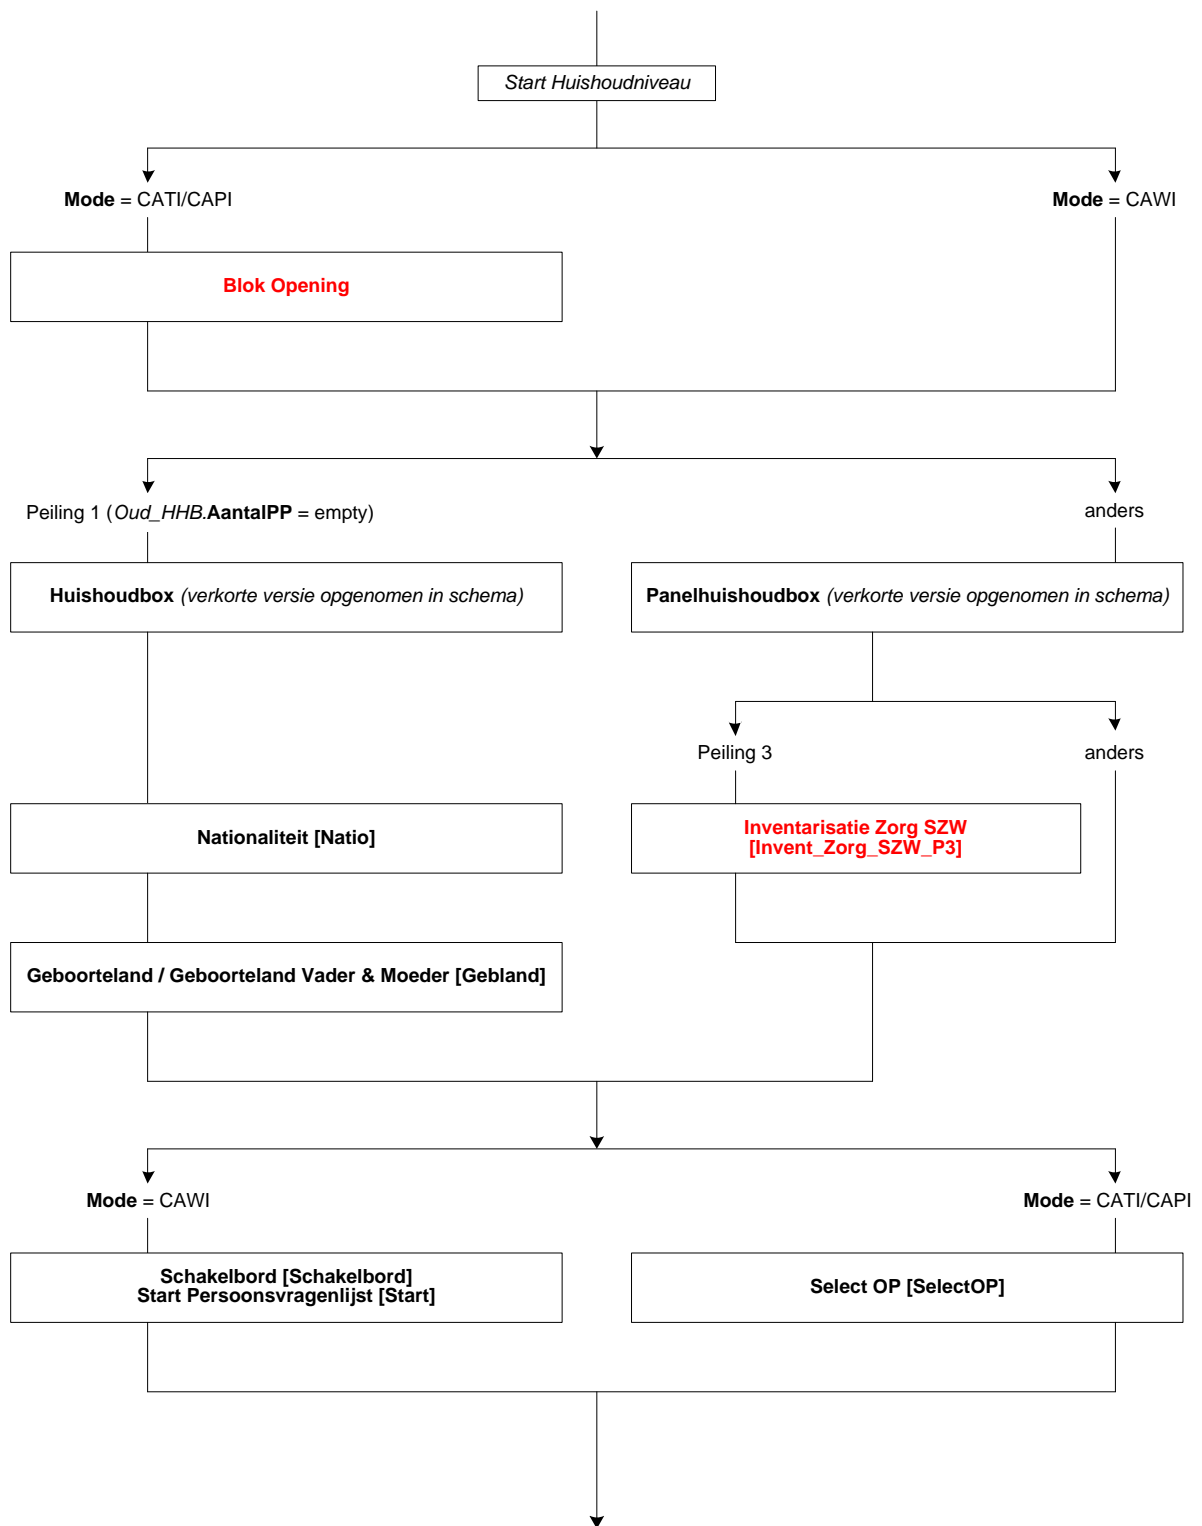 Start Huishoudniveau
Mode = CATI/CAPI
Mode = CAWI
Blok Opening
Peiling 1 (Oud_HHB.AantalPP = empty)
anders
Huishoudbox (verkorte versie opgenomen in schema)
Panelhuishoudbox (verkorte versie opgenomen in schema)
Peiling 3
anders
Nationaliteit [Natio]
Inventarisatie Zorg SZW
[Invent_Zorg_SZW_P3]
Geboorteland / Geboorteland Vader & Moeder [Gebland]
Mode = CAWI
Mode = CATI/CAPI
Schakelbord [Schakelbord]
Start Persoonsvragenlijst [Start]
Select OP [SelectOP]